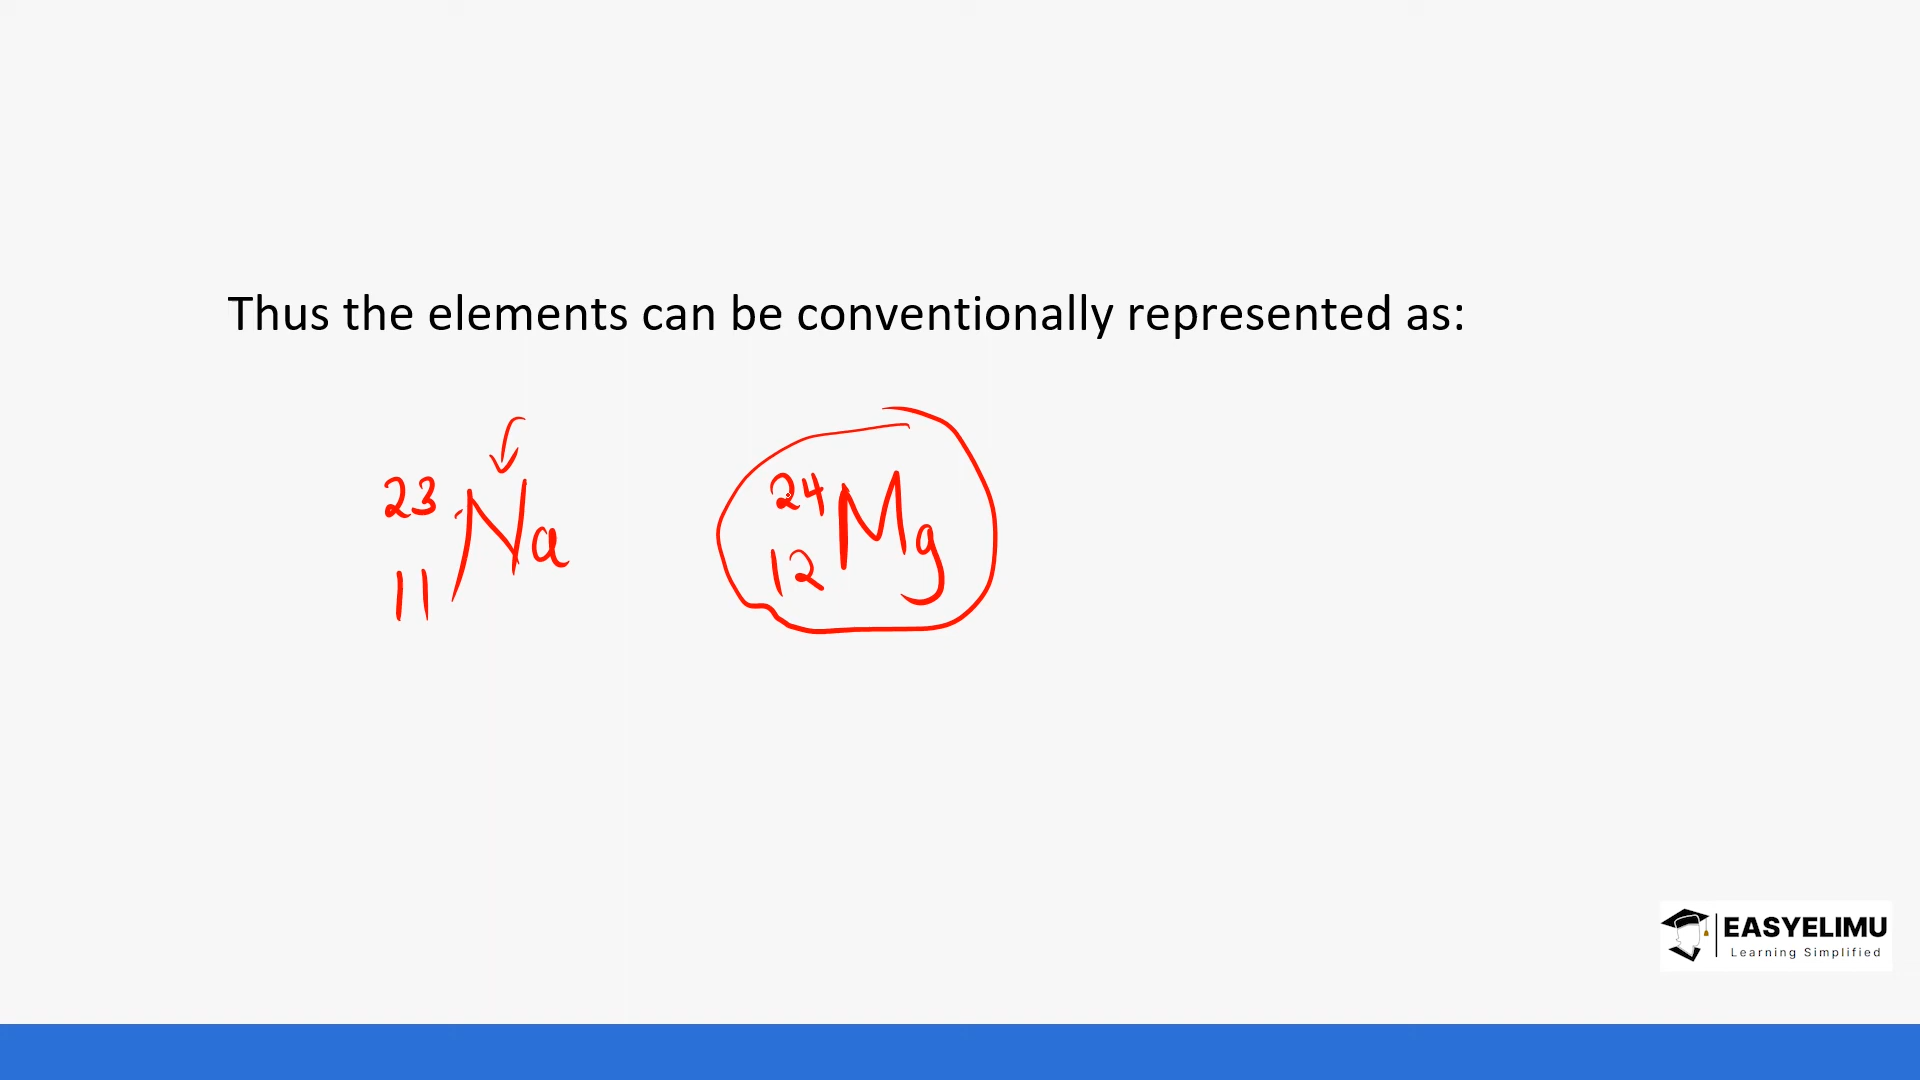 Thus the elements can be conventionally represented as:
23 Na 24 Mg
11 12
EASYELIMU
Learning Simplified